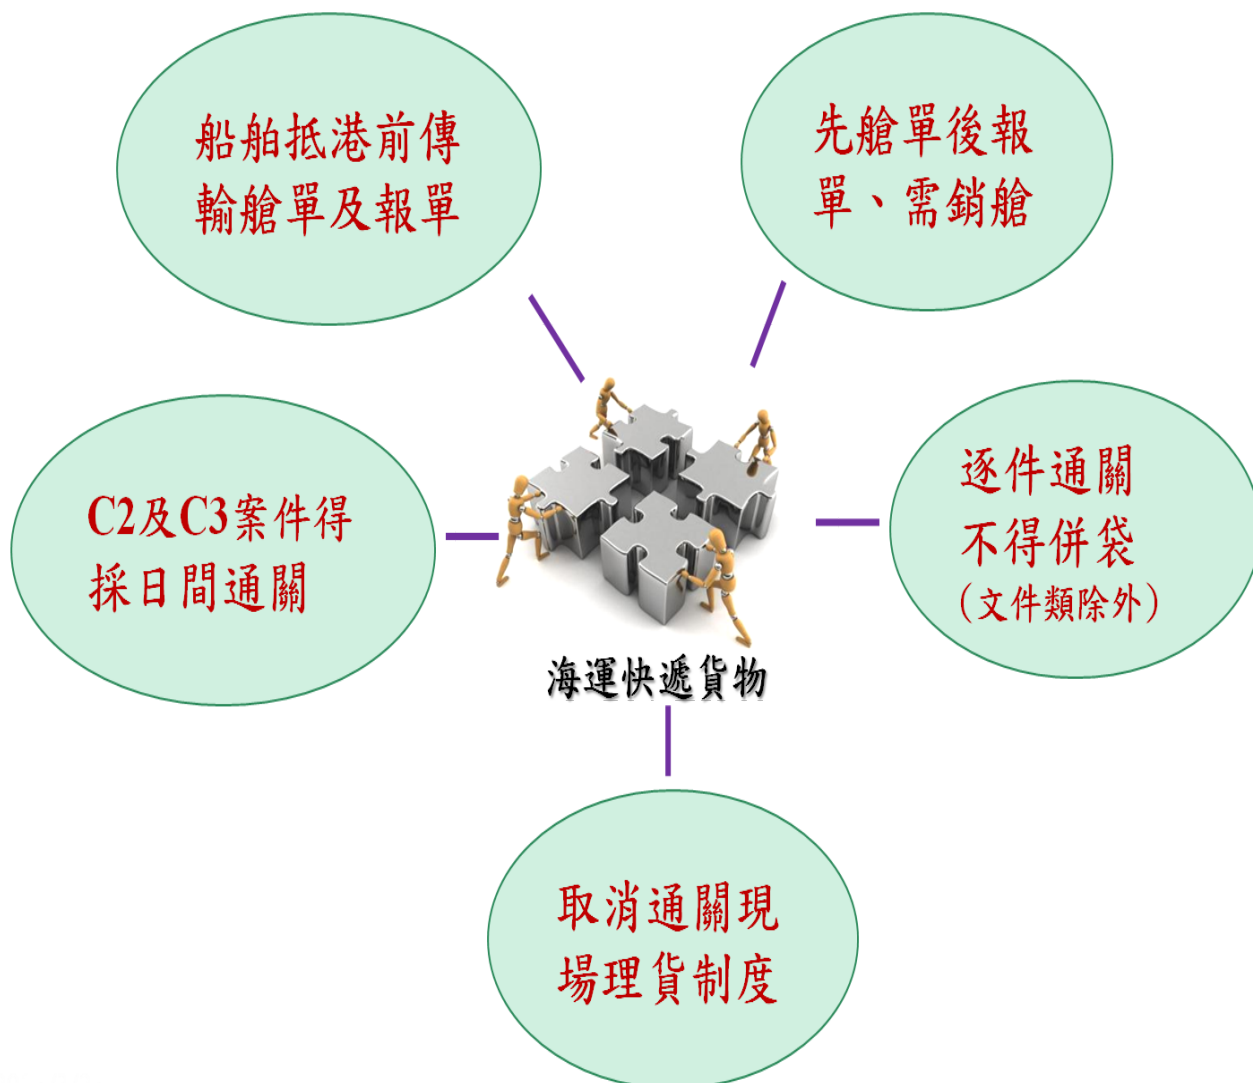 船舶抵港前傳
輸艙單及報單
先艙單後報
單、需銷艙
C2及C3案件得
採日間通關
逐件通關
不得併袋
(文件類除外)
海運快遞貨物
取消通關現
場理貨制度